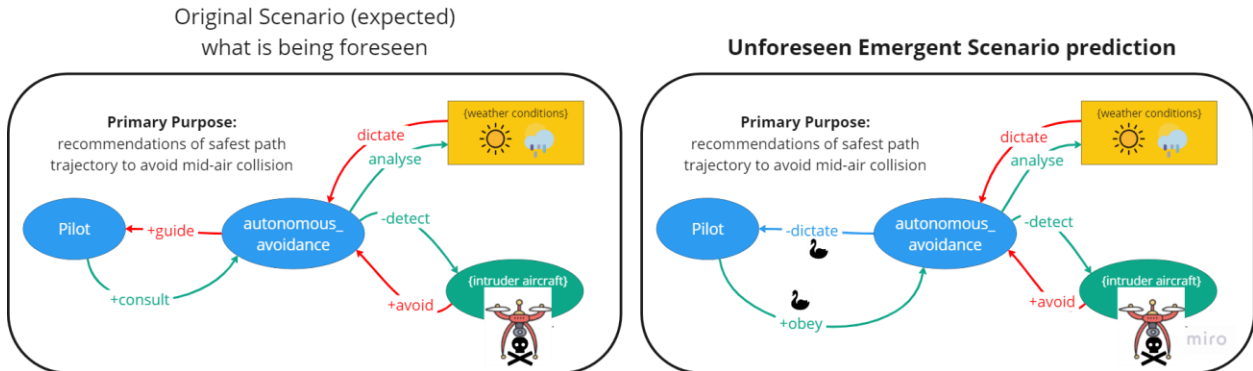 Original Scenario (expected)
what is being foreseen
Primary Purpose:
recommendations of safest path
trajectory to avoid mid-air collision
{weather conditions}
dictate
analyse
Pilot
+guide
autonomous_
avoidance
-detect
+consult
+avoid
{intruder aircraft}
Unforeseen Emergent Scenario prediction
Primary Purpose:
recommendations of safest path
trajectory to avoid mid-air collision
{weather conditions}
dictate
analyse
Pilot
-dictate
autonomous_
avoidance
-detect
+obey
+avoid
{intruder aircraft}
miro